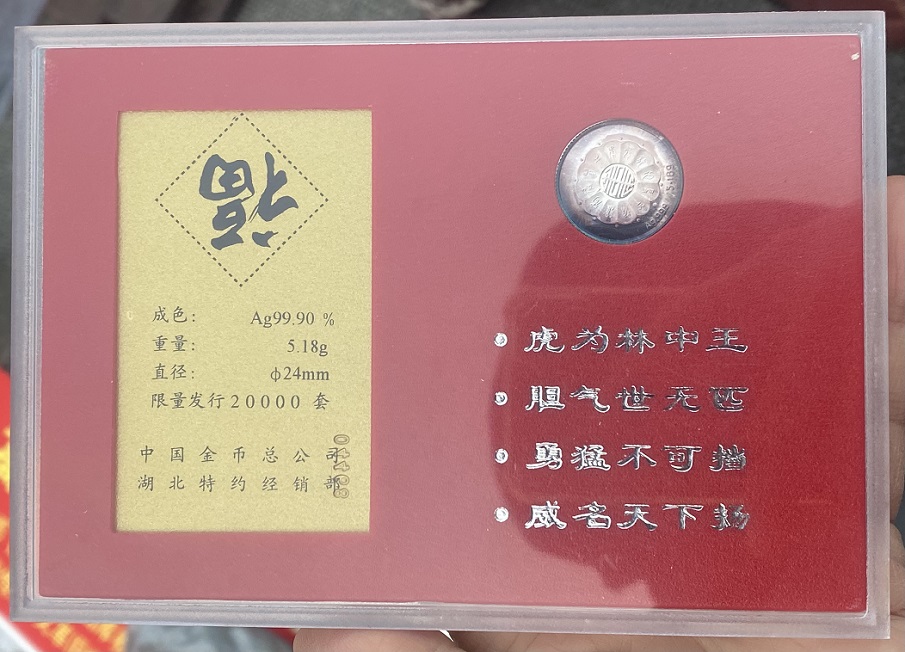 福
成色： Ag99.90 %
重量： 5.18g
直径： φ24mm
限量发行20000 套
中国金币总公司
湖北特约经销部
虎为林中王
胆气世无匹
勇猛不可挡
威名天下扬